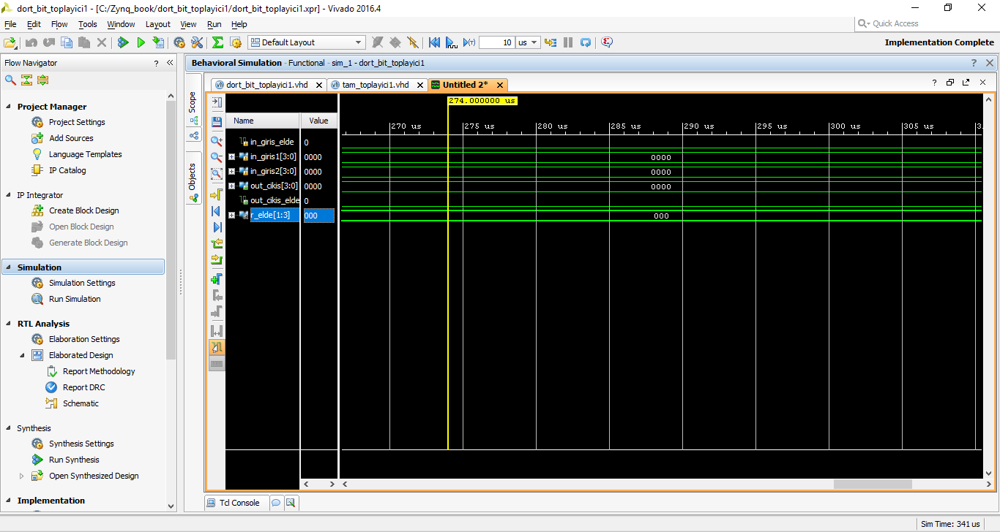 dort_bit_toplayici1 - [C:/Zynq_book/dort_bit_toplayici1/dort_bit_toplayici1.xpr] - Vivado 2016.4
File Edit Flow Tools Window Layout View Run Help
Quick Access
Default Layout
10 us
Implementation Complete
Flow Navigator
Behavioral Simulation - Functional - sim_1 - dort_bit_toplayici1
Project Manager
Project Settings
Add Sources
Language Templates
IP Catalog
IP Integrator
Create Block Design
Open Block Design
Generate Block Design
Simulation
Simulation Settings
Run Simulation
RTL Analysis
Elaboration Settings
Elaborated Design
Report Methodology
Report DRC
Schematic
Synthesis
Synthesis Settings
Run Synthesis
Open Synthesized Design
Implementation
Scope
Objects
dort_bit_toplayici1.vhd
tam_toplayici1.vhd
Untitled 2*
274.000000 us
Name Value
270 us 275 us 280 us 285 us 290 us 295 us 300 us 305 us 3
in_giris_elde 0
in_giris1[3:0] 0000 0000
in_giris2[3:0] 0000 0000
out_cikis[3:0] 0000 0000
out_cikis_elde 0
r_elde[1:3] 000 000
Tcl Console
Sim Time: 341 us